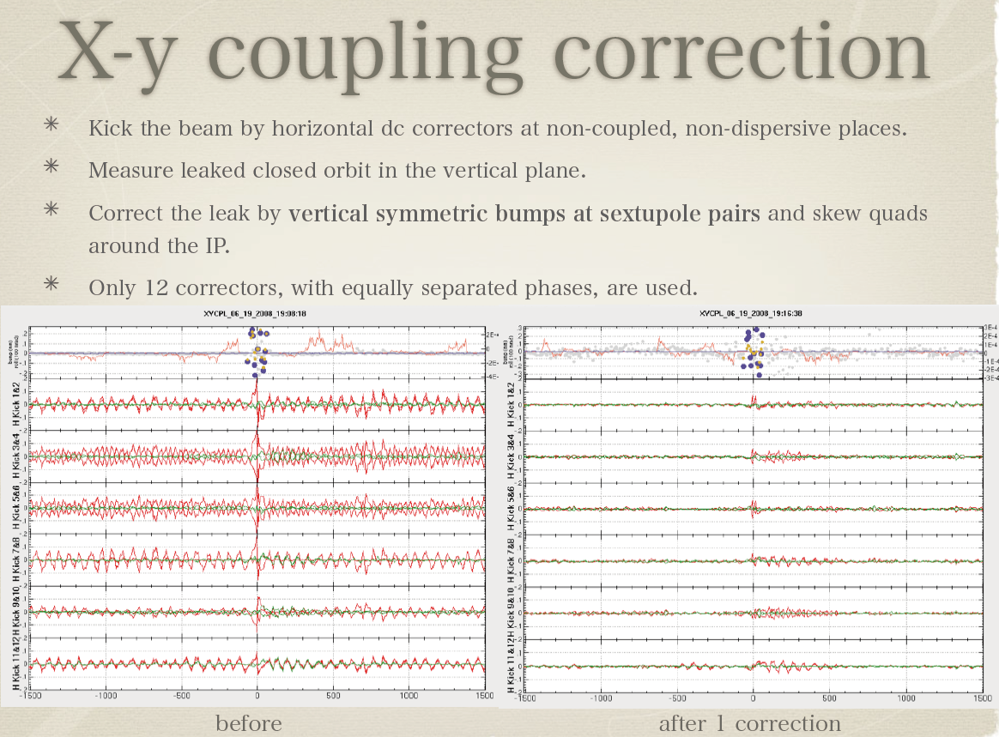 X-y coupling correction
Kick the beam by horizontal dc correctors at non-coupled, non-dispersive places.
Measure leaked closed orbit in the vertical plane.
Correct the leak by vertical symmetric bumps at sextupole pairs and skew quads
around the IP.
Only 12 correctors, with equally separated phases, are used.
XYCPL_06_19_2008_19:08:18
H Kick 1&2
H Kick 3&4
H Kick 5&6
H Kick 7&8
H Kick 9&10
H Kick 11&12
-1500 -1000 -500 0 500 1000 1500
before
XYCPL_06_19_2008_19:16:38
H Kick 1&2
H Kick 3&4
H Kick 5&6
H Kick 7&8
H Kick 9&10
H Kick 11&12
-1500 -1000 -500 0 500 1000 1500
after 1 correction